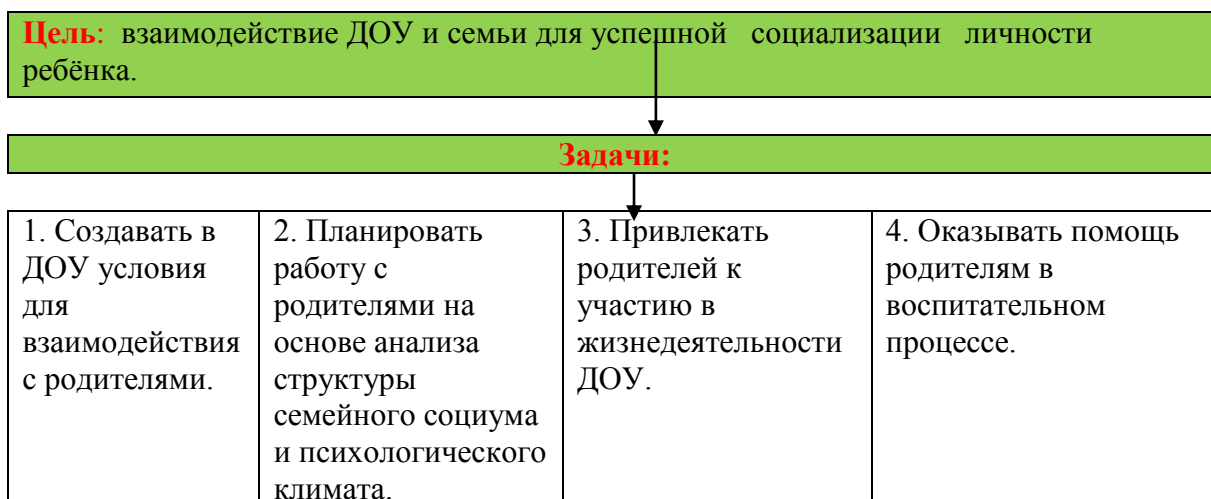 Цель: взаимодействие ДОУ и семьи для успешной социализации личности
ребёнка.
Задачи:
1. Создавать в
ДОУ условия
для
взаимодействия
с родителями.
2. Планировать
работу с
родителями на
основе анализа
структуры
семейного социума
и психологического
климата.
3. Привлекать
родителей к
участию в
жизнедеятельности
ДОУ.
4. Оказывать помощь
родителям в
воспитательном
процессе.